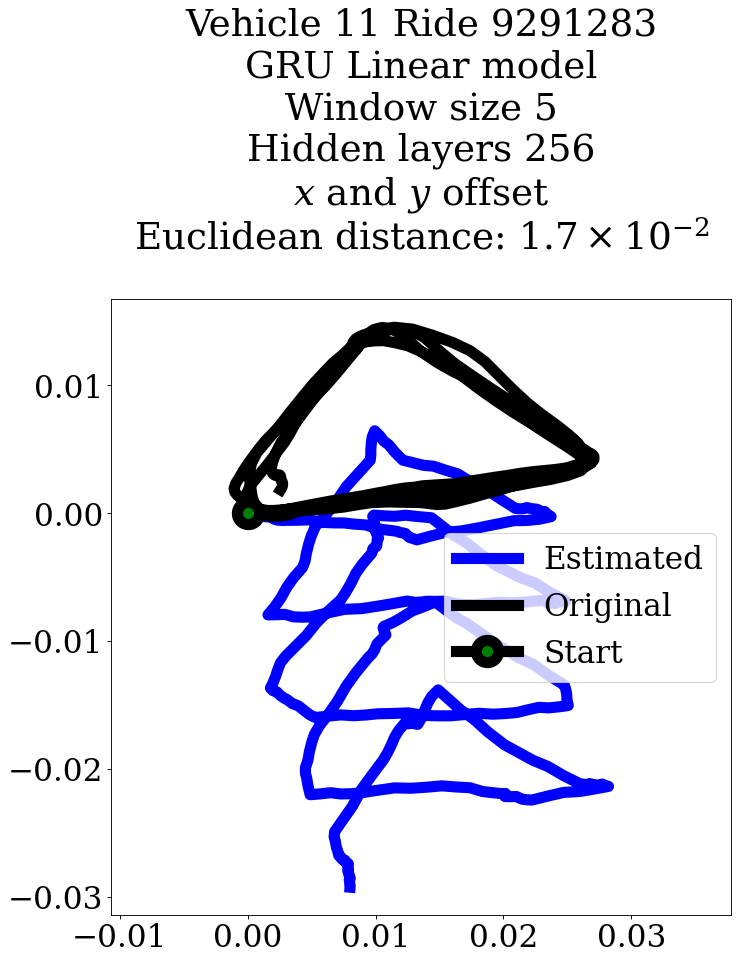 Vehicle 11 Ride 9291283
GRU Linear model
Window size 5
Hidden layers 256
x and y offset
Euclidean distance: 1.7 × 10⁻²
0.01
0.00
−0.01
−0.02
−0.03
Estimated
Original
Start
−0.01 0.00 0.01 0.02 0.03